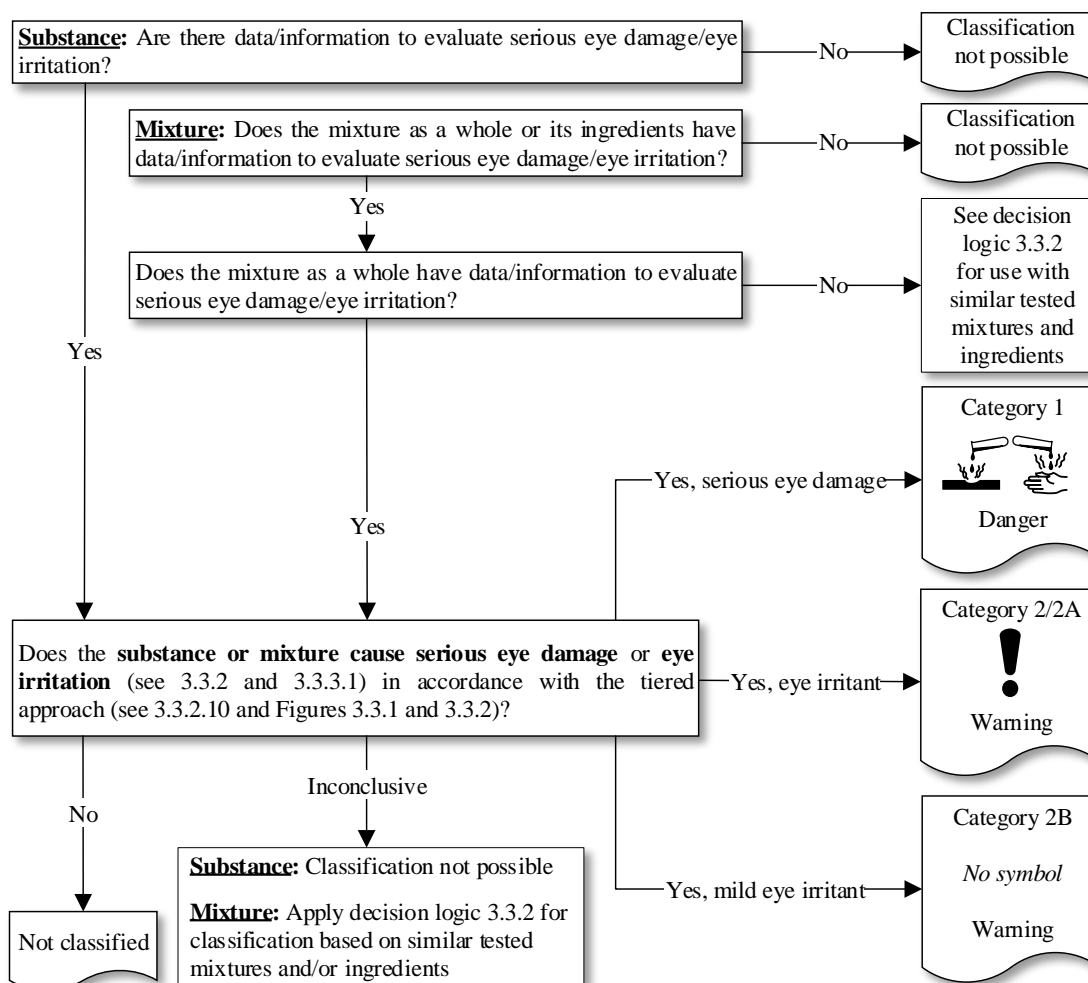 Substance: Are there data/information to evaluate serious eye damage/eye
irritation?
No
Classification
not possible
Mixture: Does the mixture as a whole or its ingredients have
data/information to evaluate serious eye damage/eye irritation?
No
Classification
not possible
Yes
Does the mixture as a whole have data/information to evaluate
serious eye damage/eye irritation?
No
See decision
logic 3.3.2
for use with
similar tested
mixtures and
ingredients
Yes
Yes
Yes, serious eye damage
Category 1
Danger
Does the substance or mixture cause serious eye damage or eye
irritation (see 3.3.2 and 3.3.3.1) in accordance with the tiered
approach (see 3.3.2.10 and Figures 3.3.1 and 3.3.2)?
Yes, eye irritant
Category 2/2A
Warning
No
Inconclusive
Yes, mild eye irritant
Category 2B
No symbol
Warning
Not classified
Substance: Classification not possible
Mixture: Apply decision logic 3.3.2 for
classification based on similar tested
mixtures and/or ingredients